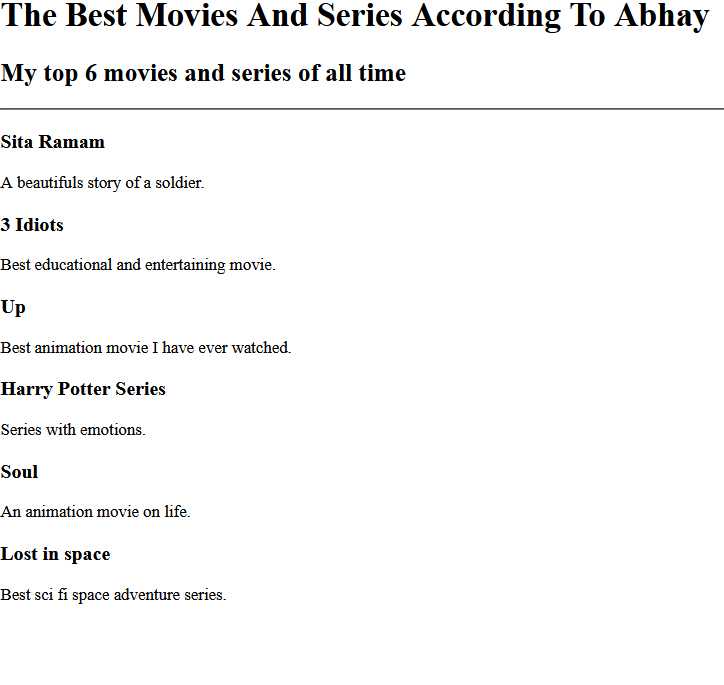 The Best Movies And Series According To Abhay
My top 6 movies and series of all time
Sita Ramam
A beautifuls story of a soldier.
3 Idiots
Best educational and entertaining movie.
Up
Best animation movie I have ever watched.
Harry Potter Series
Series with emotions.
Soul
An animation movie on life.
Lost in space
Best sci fi space adventure series.